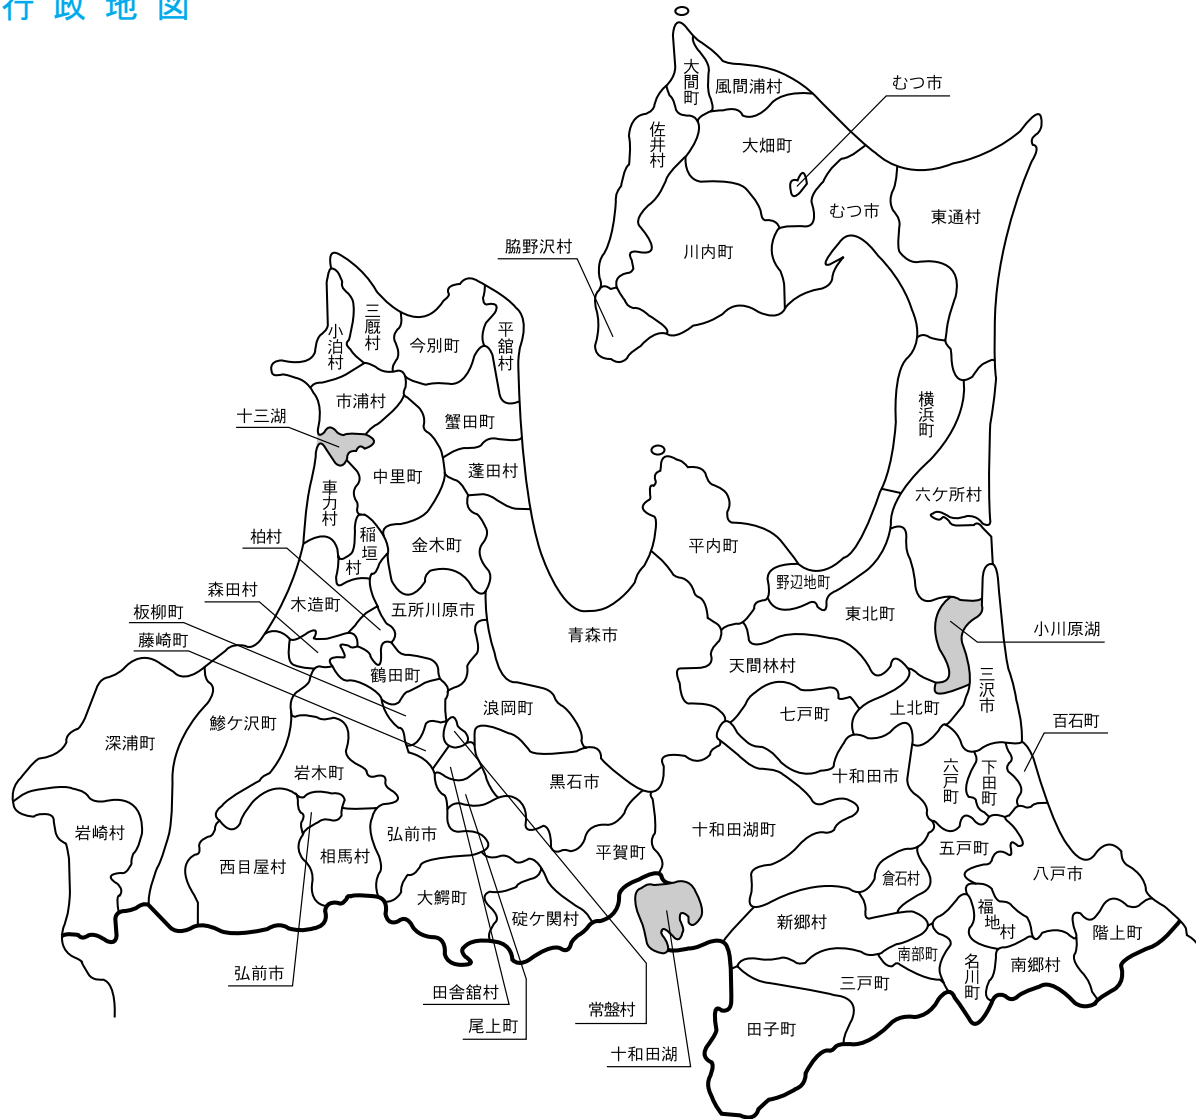 行政地図
大間町
風間浦村
むつ市
佐井村
大畑町
むつ市
東通村
脇野沢村
川内町
小泊村
三厩村
今別町
平舘村
市浦村
蟹田町
横浜町
十三湖
中里町
蓬田村
車力村
六ケ所村
柏村
稲垣村
金木町
平内町
野辺地町
森田村
木造町
五所川原市
板柳町
藤崎町
青森市
東北町
小川原湖
鶴田町
天間林村
三沢市
深浦町
鰺ケ沢町
浪岡町
七戸町
上北町
百石町
岩木町
黒石市
十和田市
六戸町
下田町
岩崎村
弘前市
十和田湖町
西目屋村
相馬村
平賀町
五戸町
倉石村
八戸市
大鰐町
碇ケ関村
新郷村
福地村
階上町
弘前市
南部町
名川町
南郷村
田舎舘村
三戸町
常盤村
尾上町
田子町
十和田湖